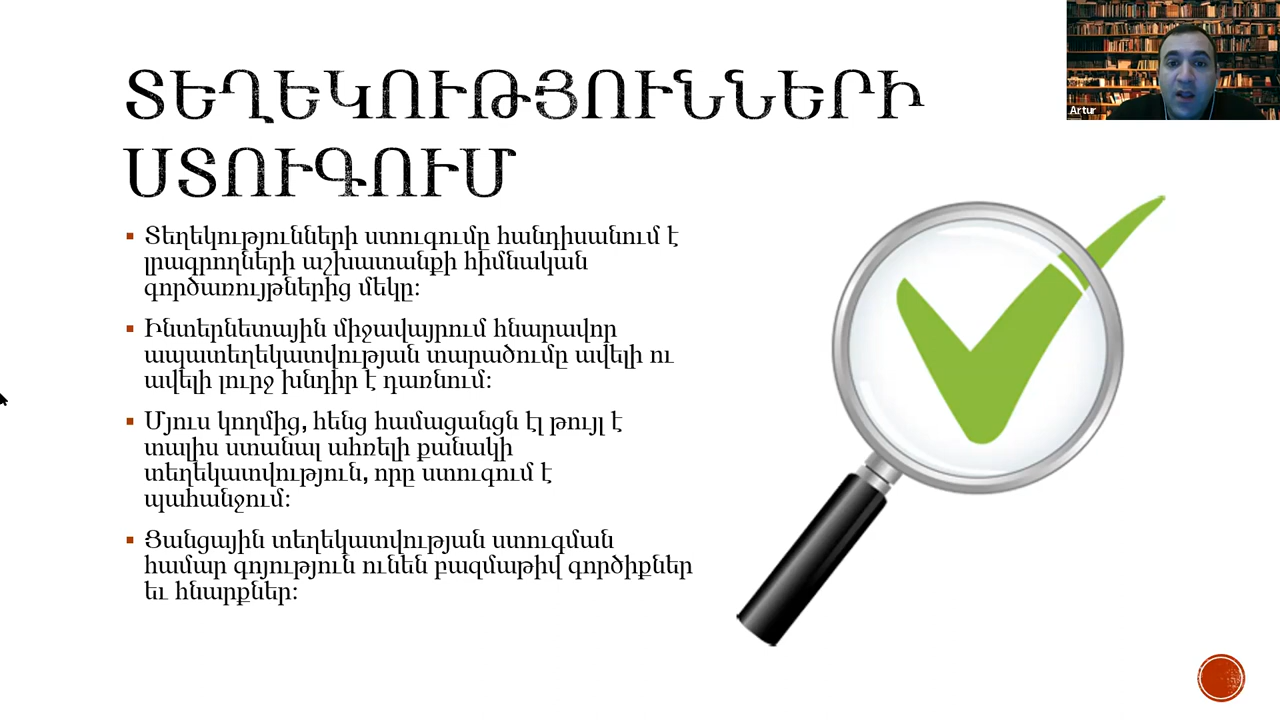 ՏԵՂԵԿՈՒԹՅՈՒՆՆԵՐԻ
ՍՏՈՒԳՈՒՄ
Տեղեկությունների ստուգումը հանդիսանում է
լրագրողների աշխատանքի հիմնական
գործառույթներից մեկը։
Ինտերնետային միջավայրում հնարավոր
ապատեղեկատվության տարածումը ավելի ու
ավելի լուրջ խնդիր է դառնում։
Մյուս կողմից, հենց համացանցն էլ թույլ է
տալիս ստանալ ահռելի քանակի
տեղեկատվություն, որը ստուգում է
պահանջում։
Ցանցային տեղեկատվության ստուգման
համար գոյություն ունեն բազմաթիվ գործիքներ
եւ հնարքներ։
Artur